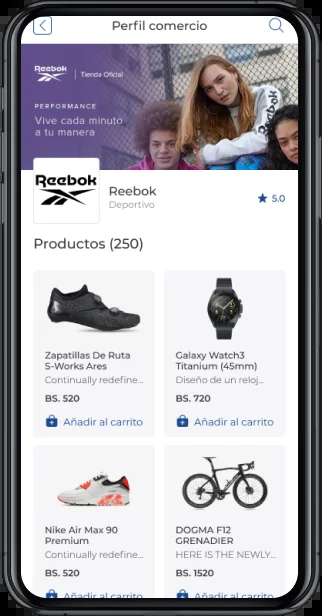 Perfil comercio
Reebok
Tienda Oficial
PERFORMANCE
Vive cada minuto
a tu manera
Reebok
Reebok
Deportivo
5.0
Productos (250)
Zapatillas De Ruta
S-Works Ares
Continually redefine...
BS. 520
Añadir al carrito
Galaxy Watch3
Titanium (45mm)
Diseño de un reloj...
BS. 720
Añadir al carrito
Nike Air Max 90
Premium
Continually redefine...
BS. 520
Añadir al carrito
DOGMA F12
GRENADIER
HERE IS THE NEWLY...
BS. 1520
Añadir al carrito